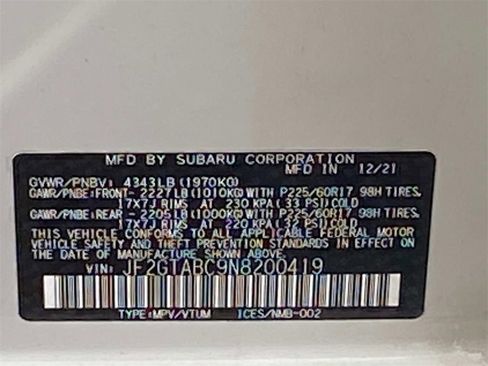 MFD BY SUBARU CORPORATION
MFD IN 12/21
GVWR/PNBV: 4343LB (1970KG)
GAWR/PNBE:FRONT- 2227LB (1010KG)WITH P225/60R17 98H TIRES,
17X7J RIMS AT 230 KPA(33 PSI)COLD
GAWR/PNBE:REAR - 2205LB (1000KG)WITH P225/60R17 98H TIRES,
17X7J RIMS AT 220 KPA(32 PSI)COLD
THIS VEHICLE CONFORMS TO ALL APPLICABLE FEDERAL MOTOR
VEHICLE SAFETY AND THEFT PREVENTION STANDARDS IN EFFECT
ON THE DATE OF MANUFACTURE SHOWN ABOVE.
VIN: JF2GTABC9N8200419
TYPE:MPV/VTUM ICES/NMB-002